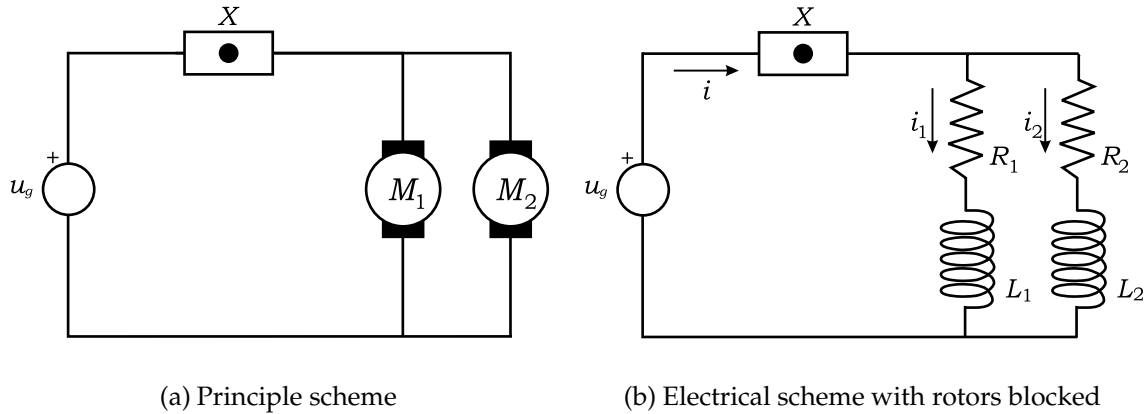 X
+
u_g
M_1
M_2
(a) Principle scheme
X
i
i_1
i_2
R_1
R_2
+
u_g
L_1
L_2
(b) Electrical scheme with rotors blocked